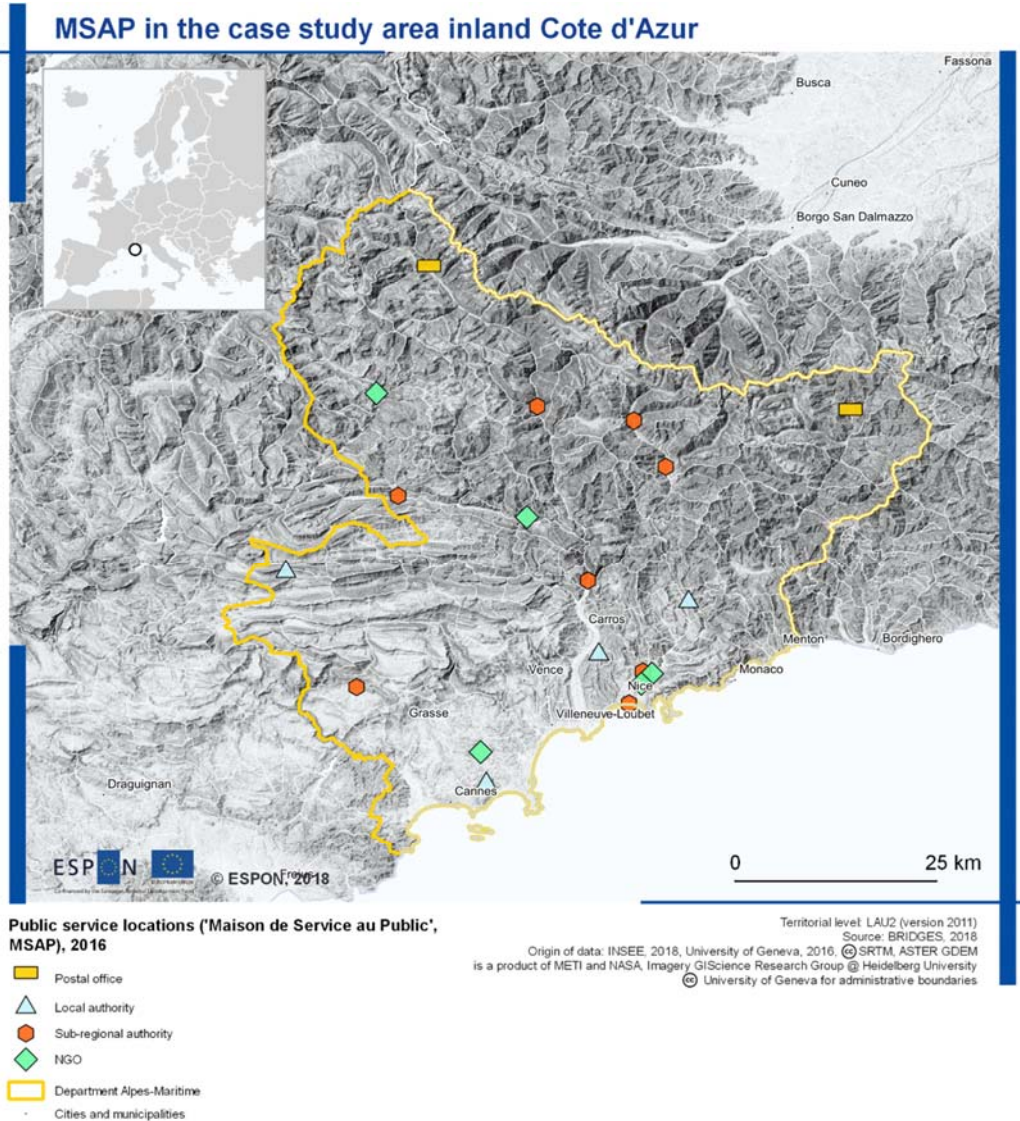 MSAP in the case study area inland Cote d'Azur
Fassona
Busca
Cuneo
Borgo San Dalmazzo
Carros
Menton
Bordighero
Vence
Monaco
Nice
Grasse
Villeneuve-Loubet
Draguignan
Cannes
0 25 km
ESPON
© ESPON, 2018
Public service locations ('Maison de Service au Public',
MSAP), 2016
Postal office
Local authority
Sub-regional authority
NGO
Department Alpes-Maritime
Cities and municipalities
Territorial level: LAU2 (version 2011)
Source: BRIDGES, 2018
Origin of data: INSEE, 2018, University of Geneva, 2016, cc SRTM, ASTER GDEM
is a product of METI and NASA, Imagery GIScience Research Group @ Heidelberg University
cc University of Geneva for administrative boundaries